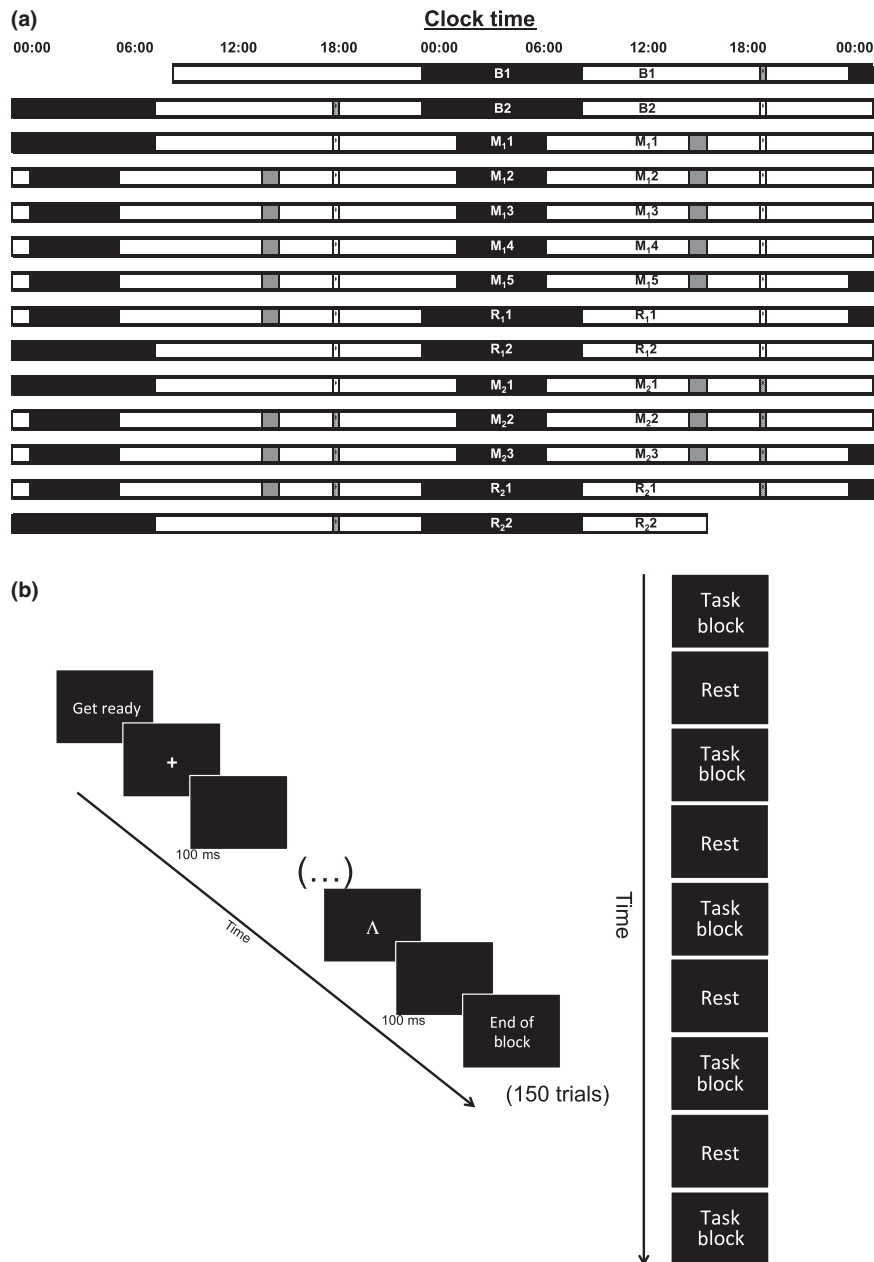 (a)
Clock time
00:00 06:00 12:00 18:00 00:00 06:00 12:00 18:00 00:00
B1 B1
B2 B2
M₁1 M₁1
M₁2 M₁2
M₁3 M₁3
M₁4 M₁4
M₁5 M₁5
R₁1 R₁1
R₁2 R₁2
M₂1 M₂1
M₂2 M₂2
M₂3 M₂3
R₂1 R₂1
R₂2 R₂2
(b)
Get ready
+
100 ms
(...)
Λ
100 ms
End of
block
Time
(150 trials)
Time
Task
block
Rest
Task
block
Rest
Task
block
Rest
Task
block
Rest
Task
block